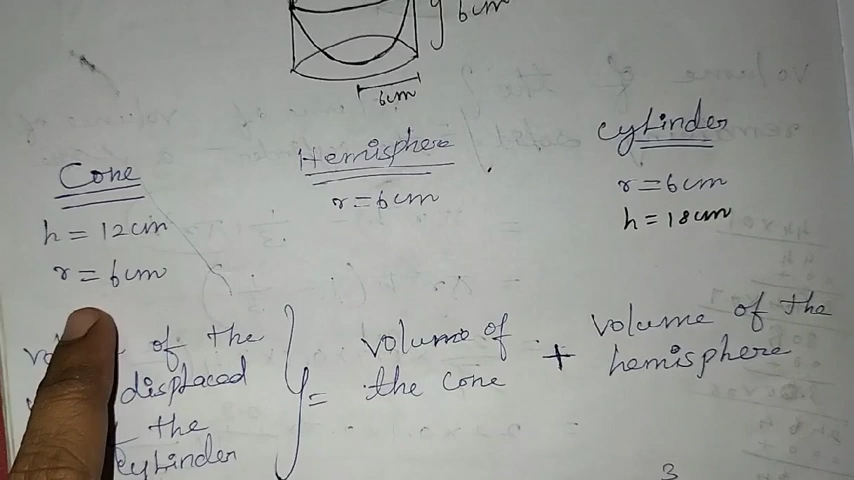 6cm
6cm
Cone
h = 12cm
r = 6cm
Hemisphere
r = 6cm
Cylinder
r = 6cm
h = 18cm
of the
displaced
the
cylinder
} =
volume of
the cone
+
volume of the
hemisphere
3